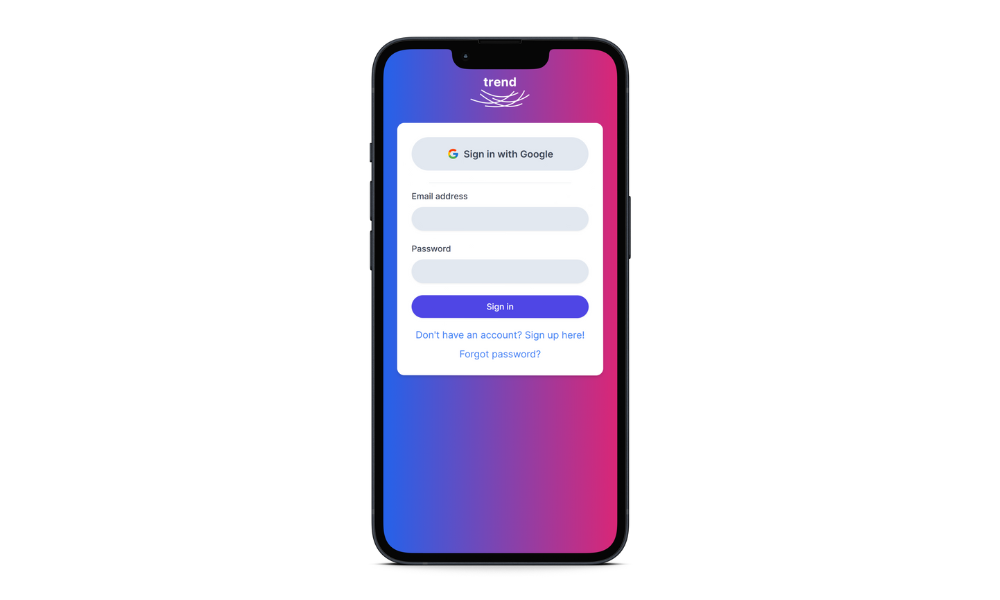 trend
Sign in with Google
Email address
Password
Sign in
Don't have an account? Sign up here!
Forgot password?